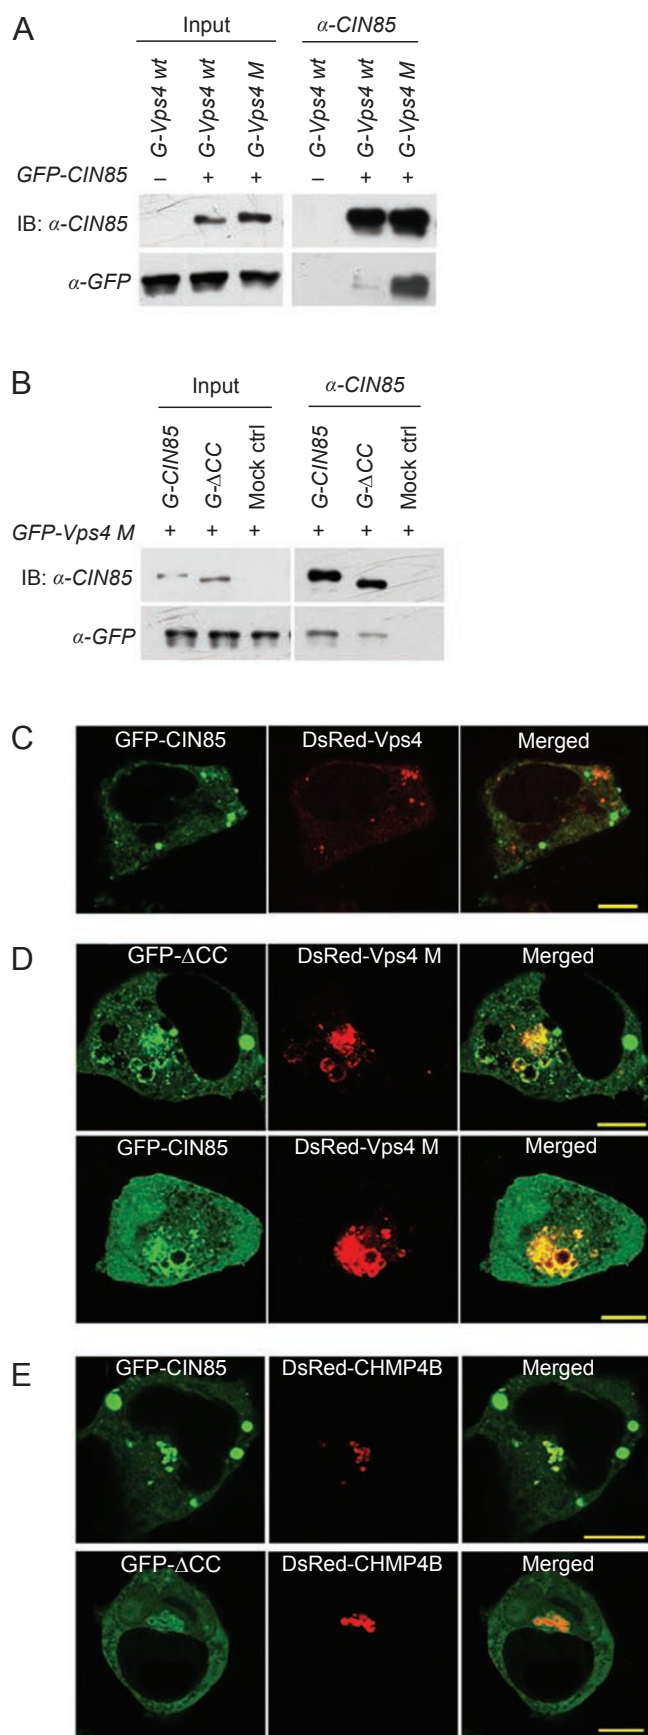 A
Input
α-CIN85
G-Vps4 wt
G-Vps4 wt
G-Vps4 M
G-Vps4 wt
G-Vps4 wt
G-Vps4 M
GFP-CIN85 – + + – + +
IB: α-CIN85
α-GFP
B
Input
α-CIN85
G-CIN85
G-ΔCC
Mock ctrl
G-CIN85
G-ΔCC
Mock ctrl
GFP-Vps4 M + + + + + +
IB: α-CIN85
α-GFP
C
GFP-CIN85
DsRed-Vps4
Merged
D
GFP-ΔCC
DsRed-Vps4 M
Merged
GFP-CIN85
DsRed-Vps4 M
Merged
E
GFP-CIN85
DsRed-CHMP4B
Merged
GFP-ΔCC
DsRed-CHMP4B
Merged